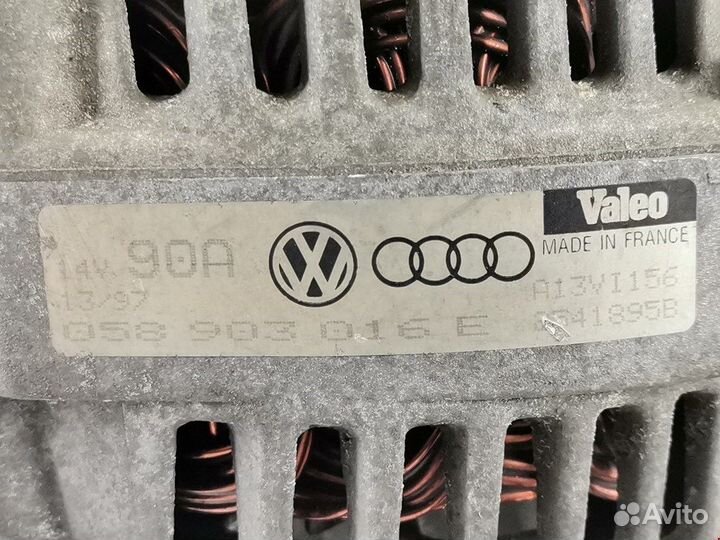 Valeo
MADE IN FRANCE
14V 90A
13/97
A13VI156
058 903 016 E
2541895B
Avito